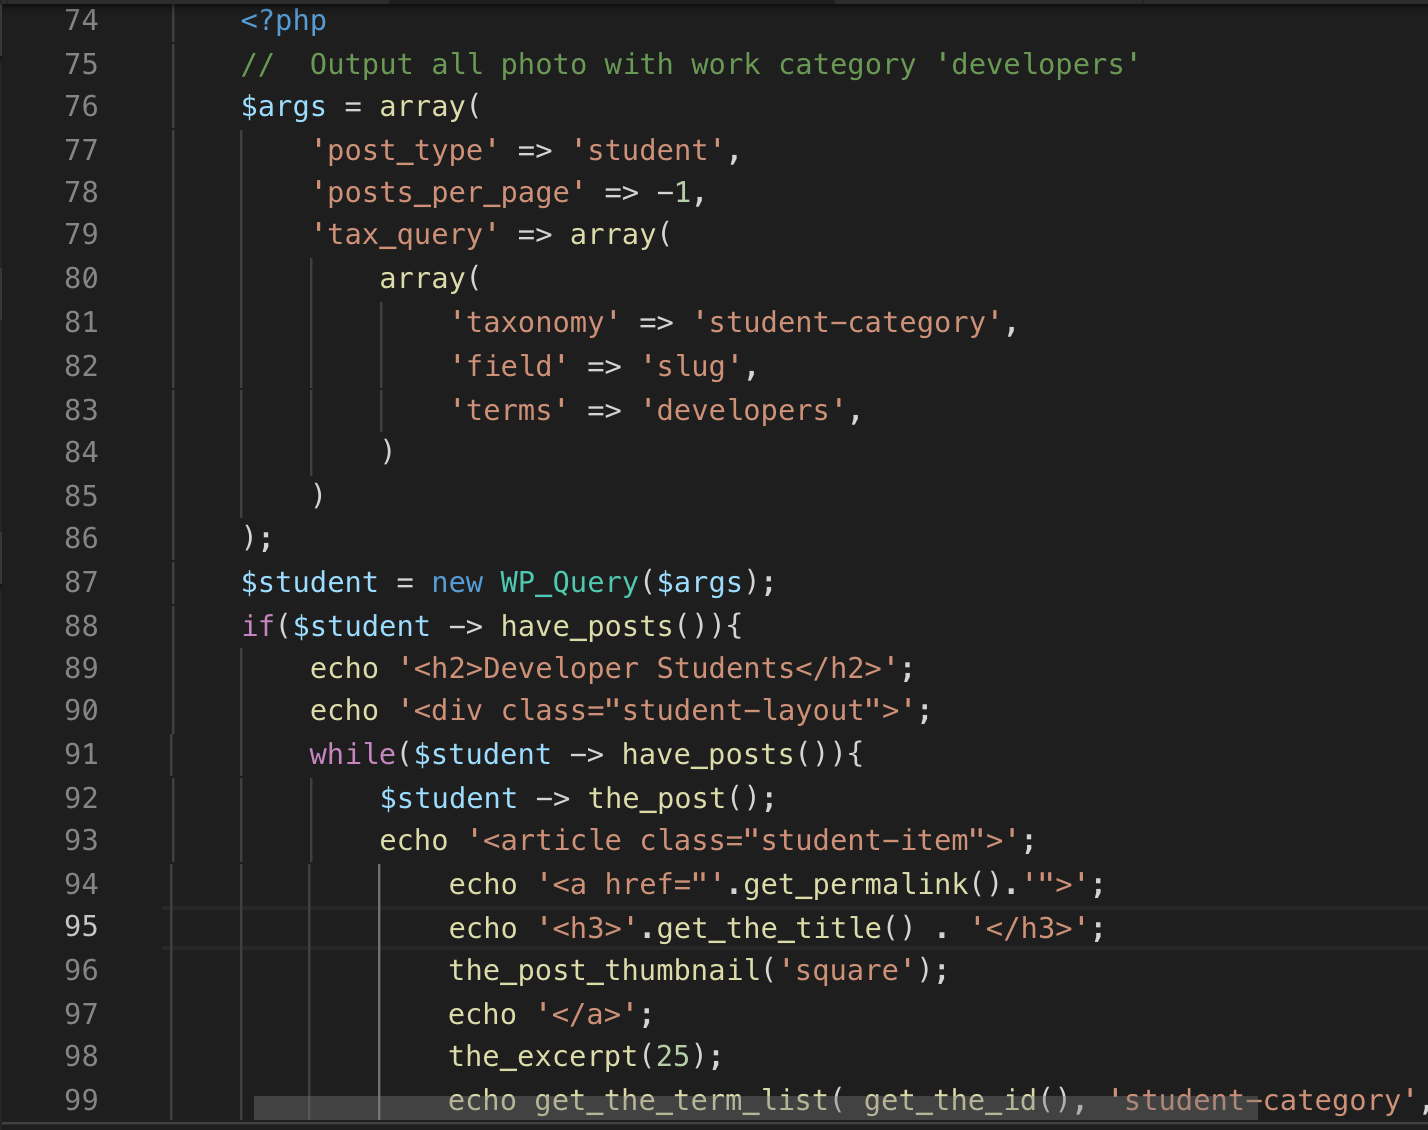 74 <?php
75 //  Output all photo with work category 'developers'
76 $args = array(
77 'post_type' => 'student',
78 'posts_per_page' => -1,
79 'tax_query' => array(
80 array(
81 'taxonomy' => 'student-category',
82 'field' => 'slug',
83 'terms' => 'developers',
84 )
85 )
86 );
87 $student = new WP_Query($args);
88 if($student -> have_posts()){
89 echo '<h2>Developer Students</h2>';
90 echo '<div class="student-layout">';
91 while($student -> have_posts()){
92 $student -> the_post();
93 echo '<article class="student-item">';
94 echo '<a href="'.get_permalink().'">';
95 echo '<h3>'.get_the_title() . '</h3>';
96 the_post_thumbnail('square');
97 echo '</a>';
98 the_excerpt(25);
99 echo get_the_term_list( get_the_id(), 'student-category',